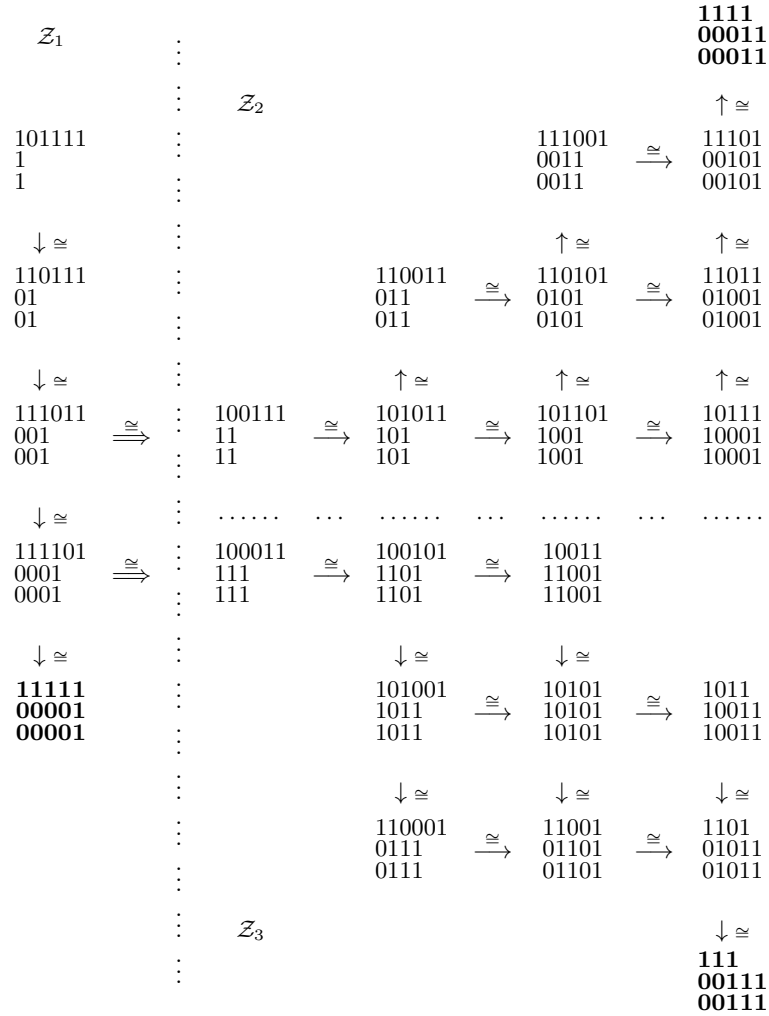 1111
𝒵₁ 00011
00011
𝒵₂ ↑ ≅
101111 111001 11101
1 0011 ≅⟶ 00101
1 0011 00101
↓ ≅ ↑ ≅ ↑ ≅
110111 110011 110101 11011
01 011 ≅⟶ 0101 ≅⟶ 01001
01 011 0101 01001
↓ ≅ ↑ ≅ ↑ ≅ ↑ ≅
111011 100111 101011 101101 10111
001 ≅⟹ 11 ≅⟶ 101 ≅⟶ 1001 ≅⟶ 10001
001 11 101 1001 10001
↓ ≅ ...... ... ...... ... ...... ... ......
111101 100011 100101 10011
0001 ≅⟹ 111 ≅⟶ 1101 ≅⟶ 11001
0001 111 1101 11001
↓ ≅ ↓ ≅ ↓ ≅
11111 101001 10101 1011
00001 1011 ≅⟶ 10101 ≅⟶ 10011
00001 1011 10101 10011
↓ ≅ ↓ ≅ ↓ ≅
110001 11001 1101
0111 ≅⟶ 01101 ≅⟶ 01011
0111 01101 01011
𝒵₃ ↓ ≅
111
00111
00111